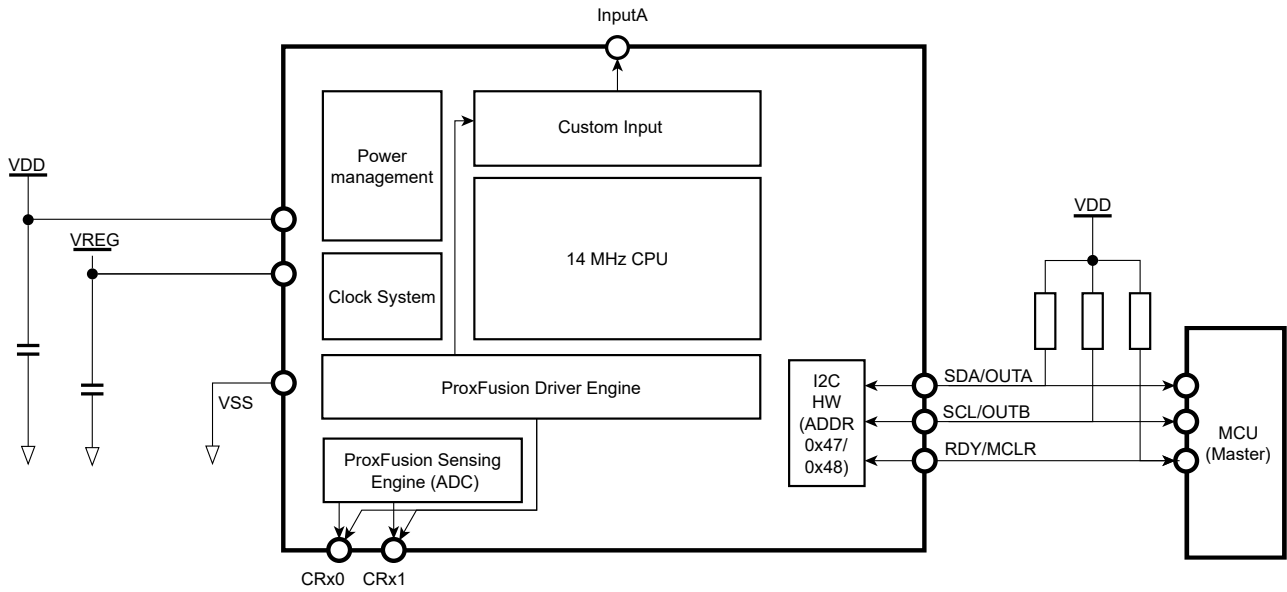 InputA
Custom Input
Power
management
VDD
VREG
VDD
14 MHz CPU
Clock System
VSS
ProxFusion Driver Engine
I2C
HW
(ADDR
0x47/
0x48)
SDA/OUTA
SCL/OUTB
RDY/MCLR
MCU
(Master)
ProxFusion Sensing
Engine (ADC)
CRx0
CRx1